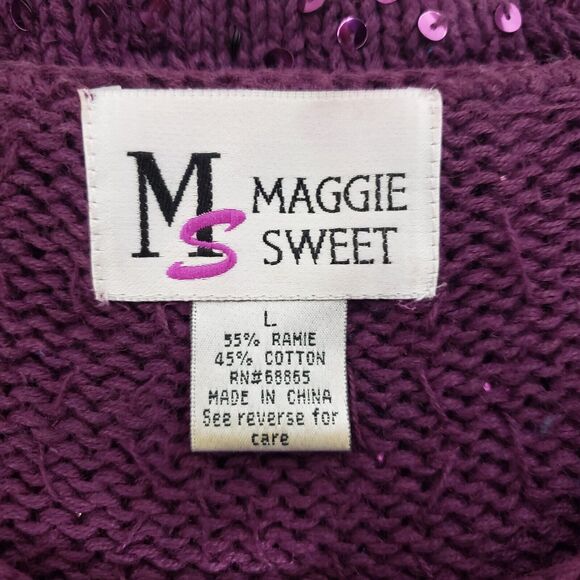 MS MAGGIE
SWEET
L
55% RAMIE
45% COTTON
RN#68865
MADE IN CHINA
See reverse for
care